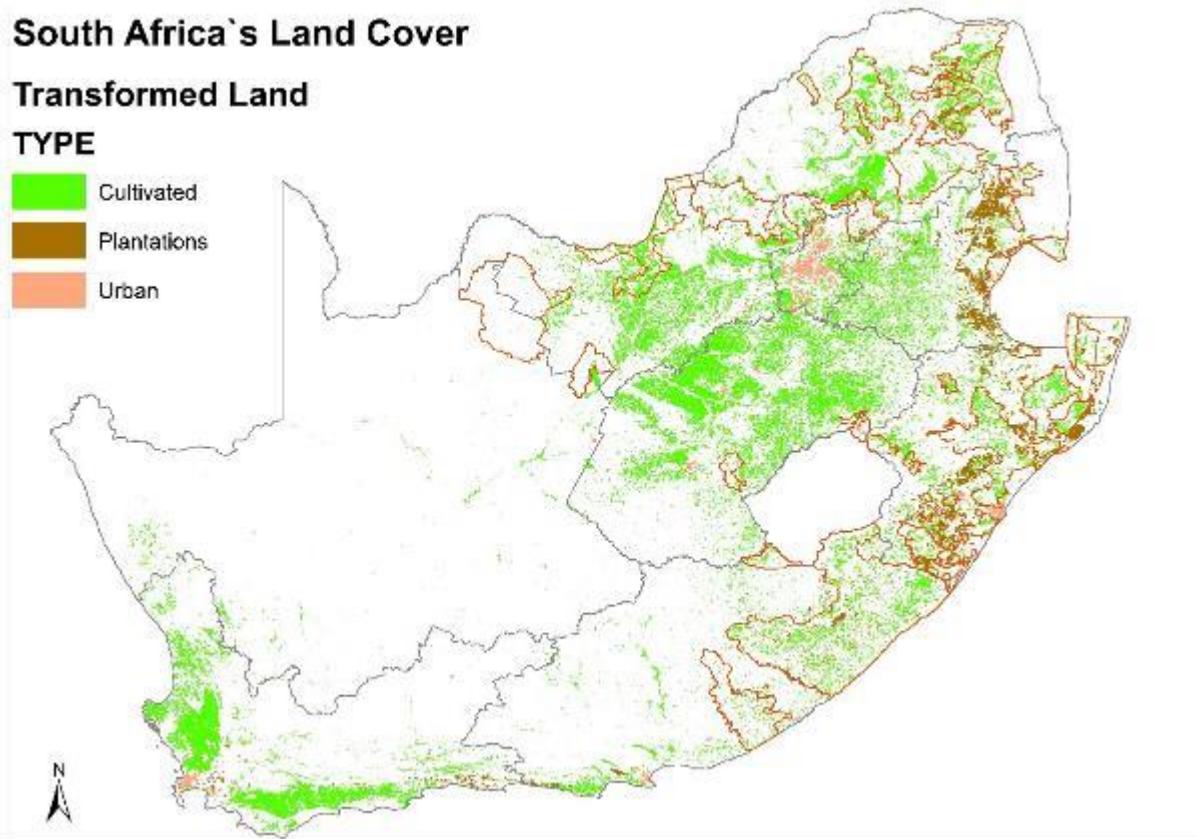 South Africa`s Land Cover
Transformed Land
TYPE
Cultivated
Plantations
Urban
N